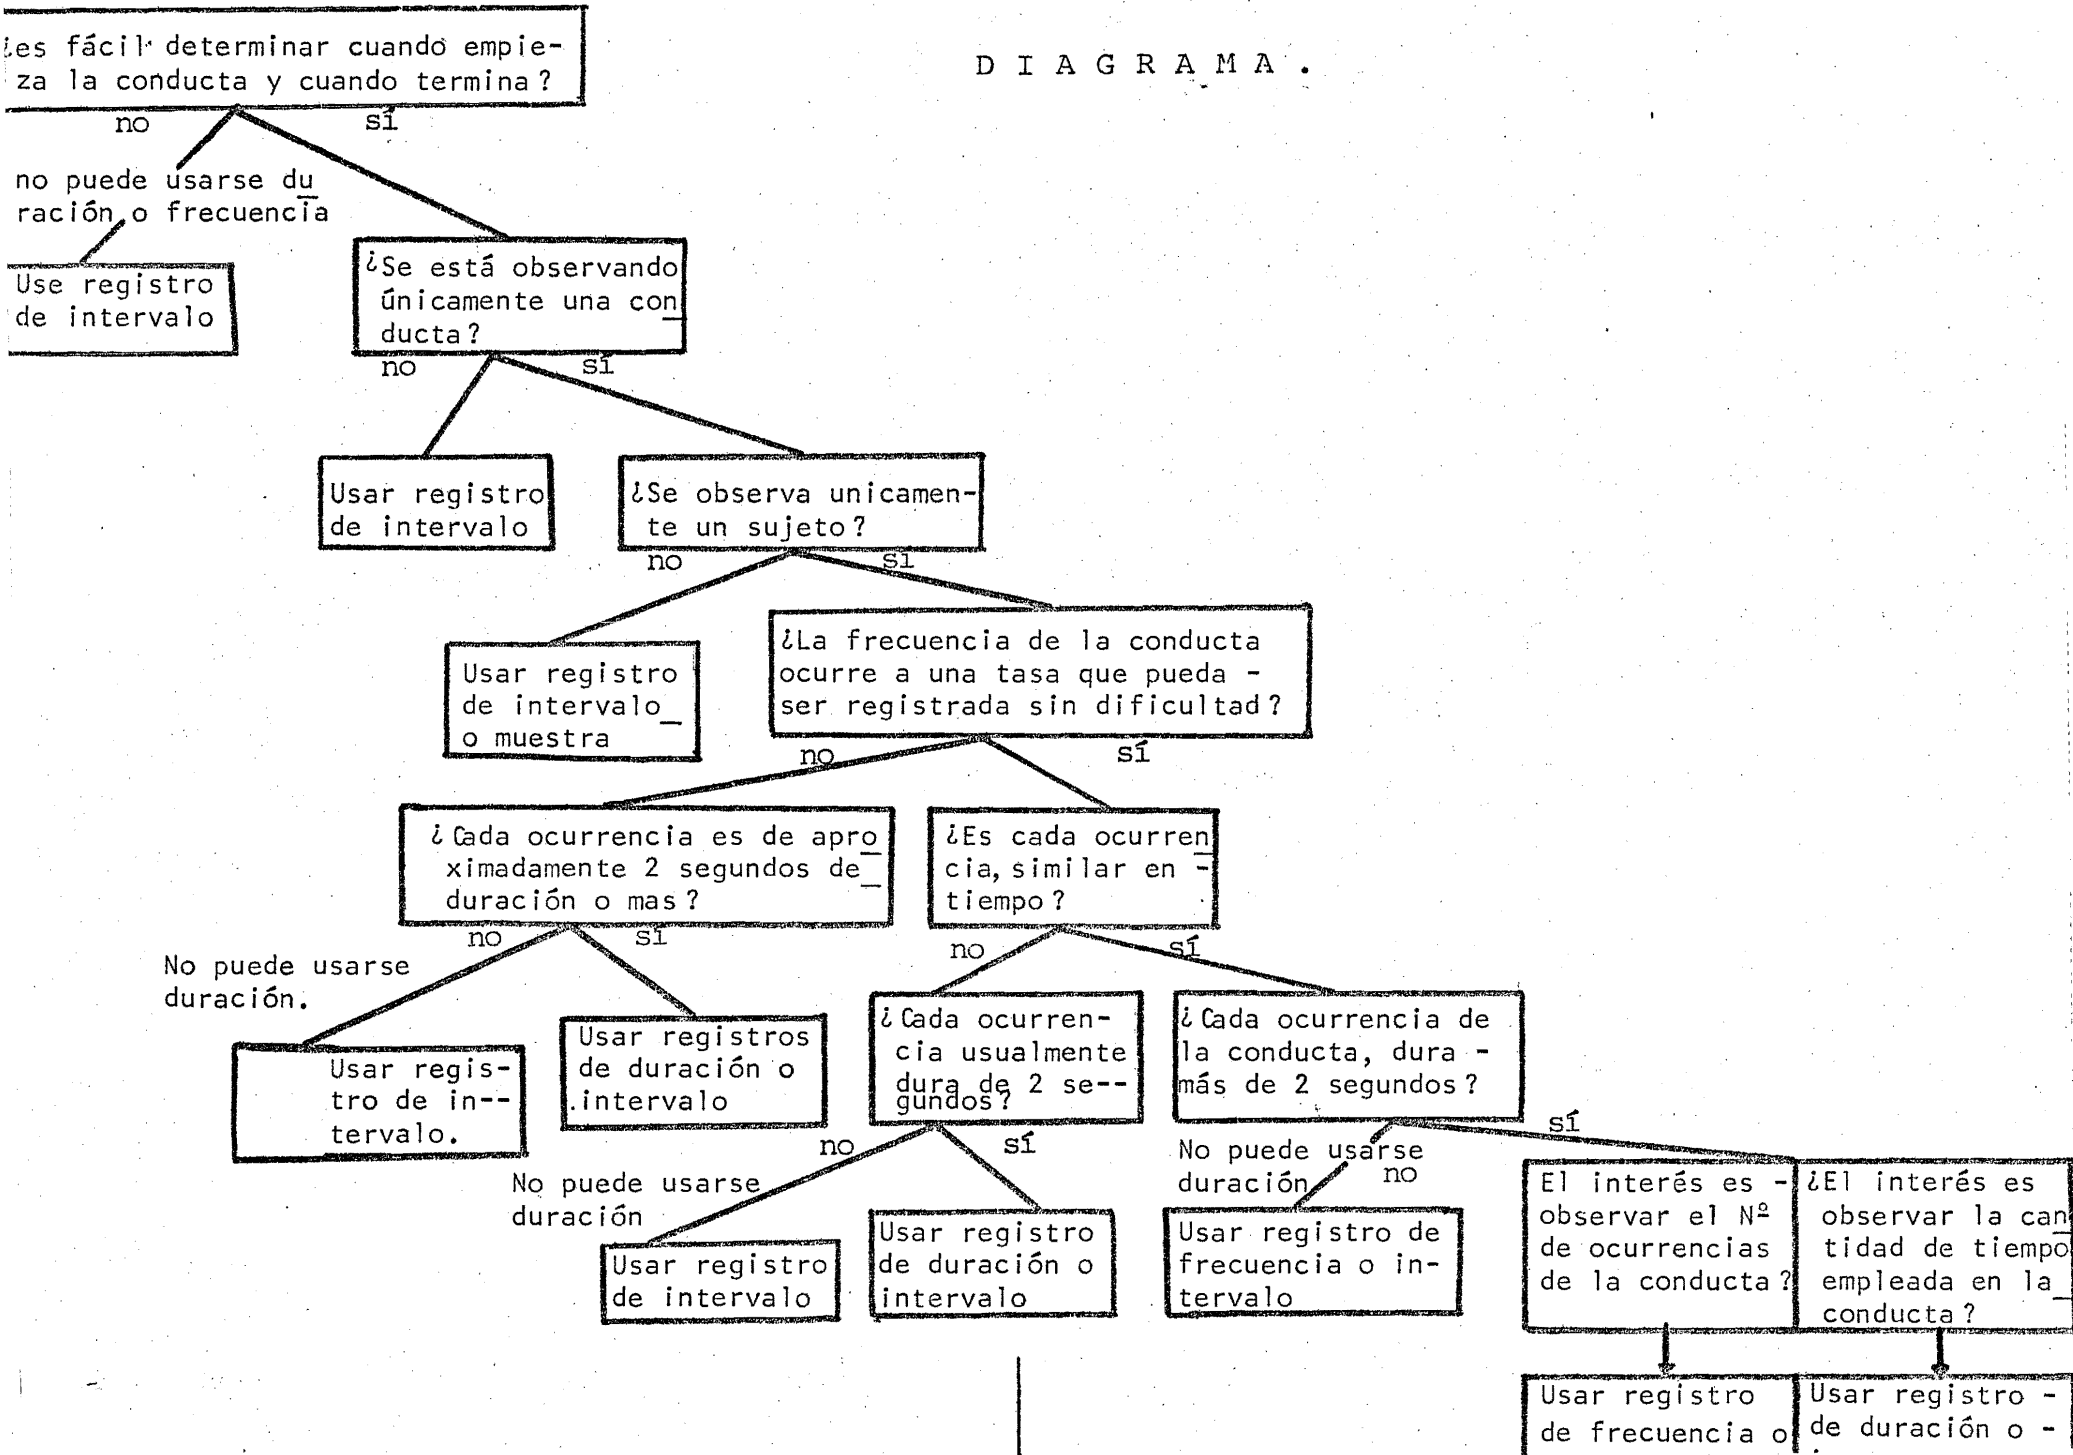 ¿es fácil determinar cuando empie-
za la conducta y cuando termina?
DIAGRAMA.
no
sí
no puede usarse du
ración o frecuencia
Use registro
de intervalo
¿Se está observando
únicamente una con
ducta?
no
sí
Usar registro
de intervalo
¿Se observa unicamen-
te un sujeto?
no
sí
Usar registro
de intervalo
o muestra
¿La frecuencia de la conducta
ocurre a una tasa que pueda -
ser registrada sin dificultad?
no
sí
¿Cada ocurrencia es de apro
ximadamente 2 segundos de
duración o mas?
¿Es cada ocurren
cia, similar en -
tiempo?
no
sí
no
sí
No puede usarse
duración.
Usar regis-
tro de in--
tervalo.
Usar registros
de duración o
intervalo
¿Cada ocurren-
cia usualmente
dura de 2 se--
gundos?
¿Cada ocurrencia de
la conducta, dura -
más de 2 segundos?
no
sí
No puede usarse
duración
no
sí
No puede usarse
duración
Usar registro
de intervalo
Usar registro
de duración o
intervalo
Usar registro de
frecuencia o in-
tervalo
El interés es -
observar el Nº
de ocurrencias
de la conducta?
¿El interés es
observar la can
tidad de tiempo
empleada en la
conducta?
Usar registro
de frecuencia o
Usar registro -
de duración o -